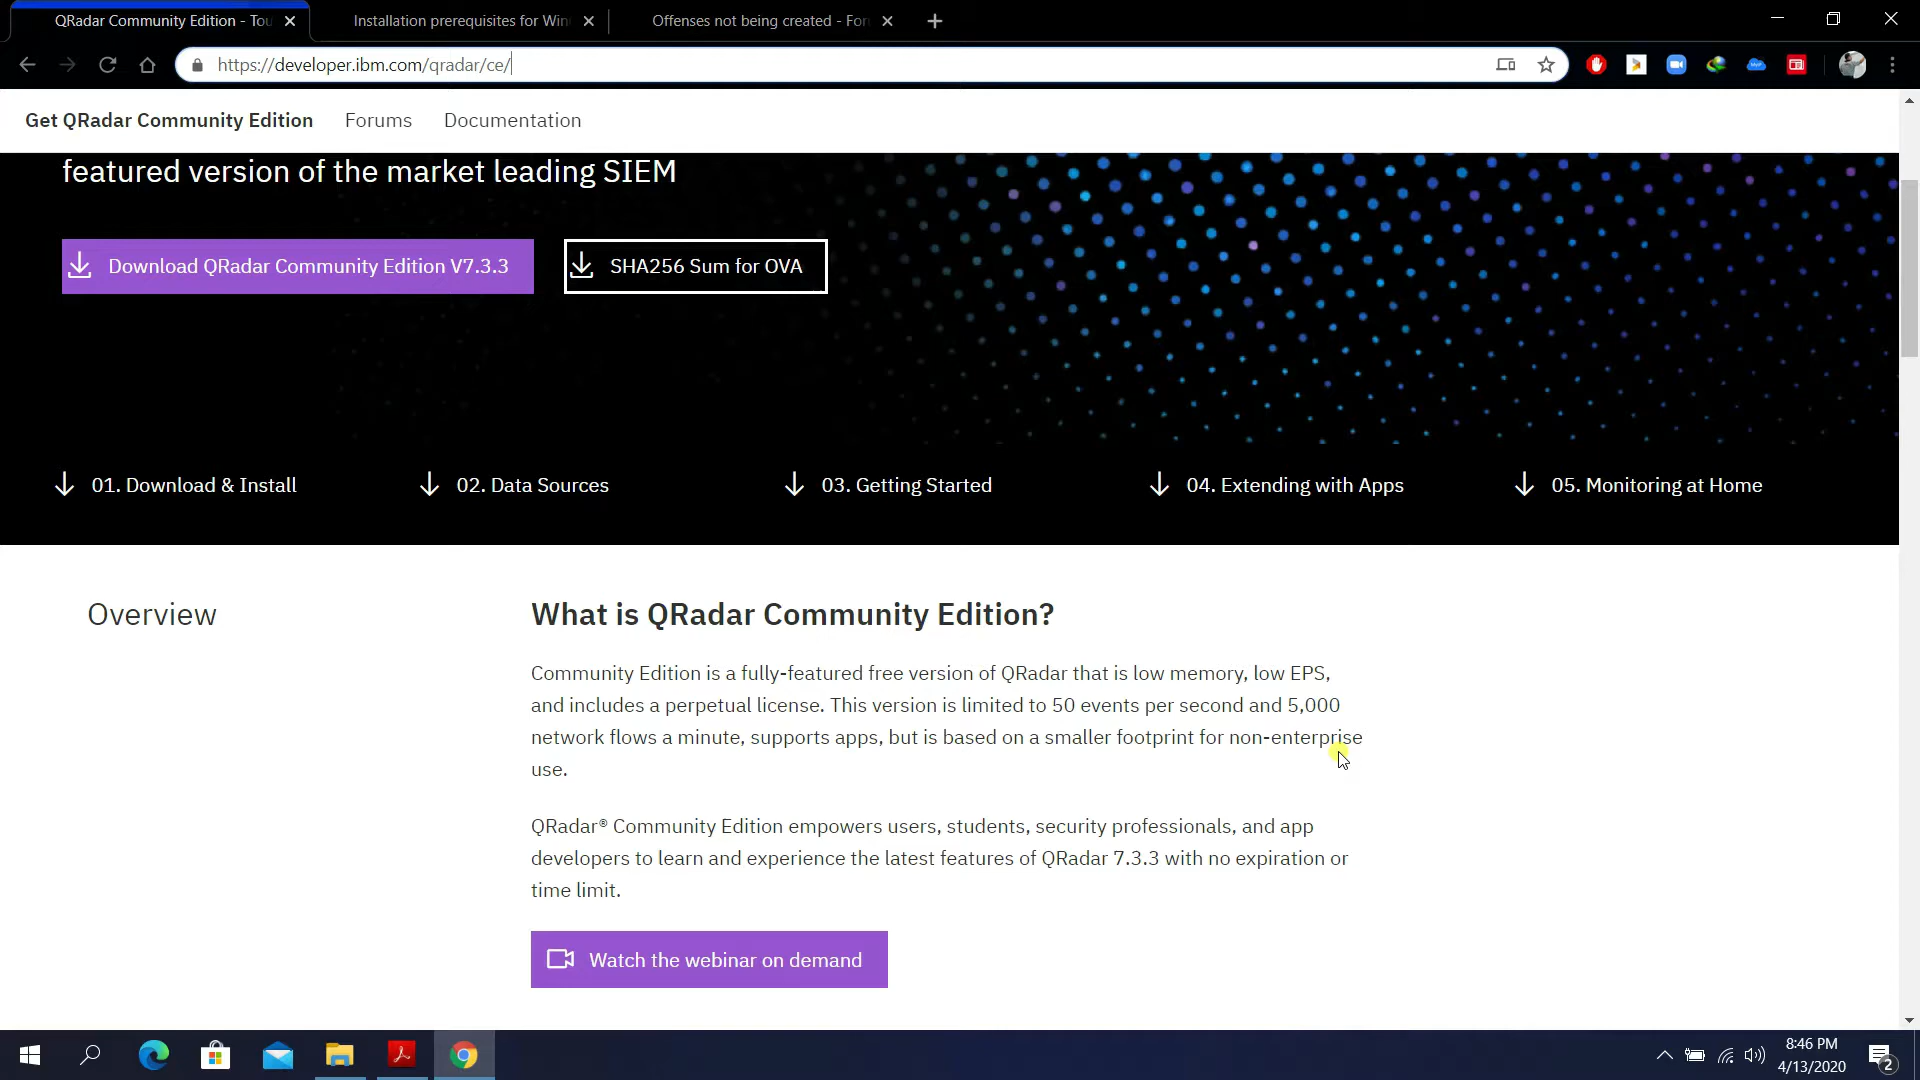 QRadar Community Edition - Tou
Installation prerequisites for Win
Offenses not being created - For
https://developer.ibm.com/qradar/ce/
Get QRadar Community Edition
Forums
Documentation
featured version of the market leading SIEM
Download QRadar Community Edition V7.3.3
SHA256 Sum for OVA
01. Download & Install
02. Data Sources
03. Getting Started
04. Extending with Apps
05. Monitoring at Home
Overview
What is QRadar Community Edition?
Community Edition is a fully-featured free version of QRadar that is low memory, low EPS,
and includes a perpetual license. This version is limited to 50 events per second and 5,000
network flows a minute, supports apps, but is based on a smaller footprint for non-enterprise
use.
QRadar® Community Edition empowers users, students, security professionals, and app
developers to learn and experience the latest features of QRadar 7.3.3 with no expiration or
time limit.
Watch the webinar on demand
8:46 PM
4/13/2020
2